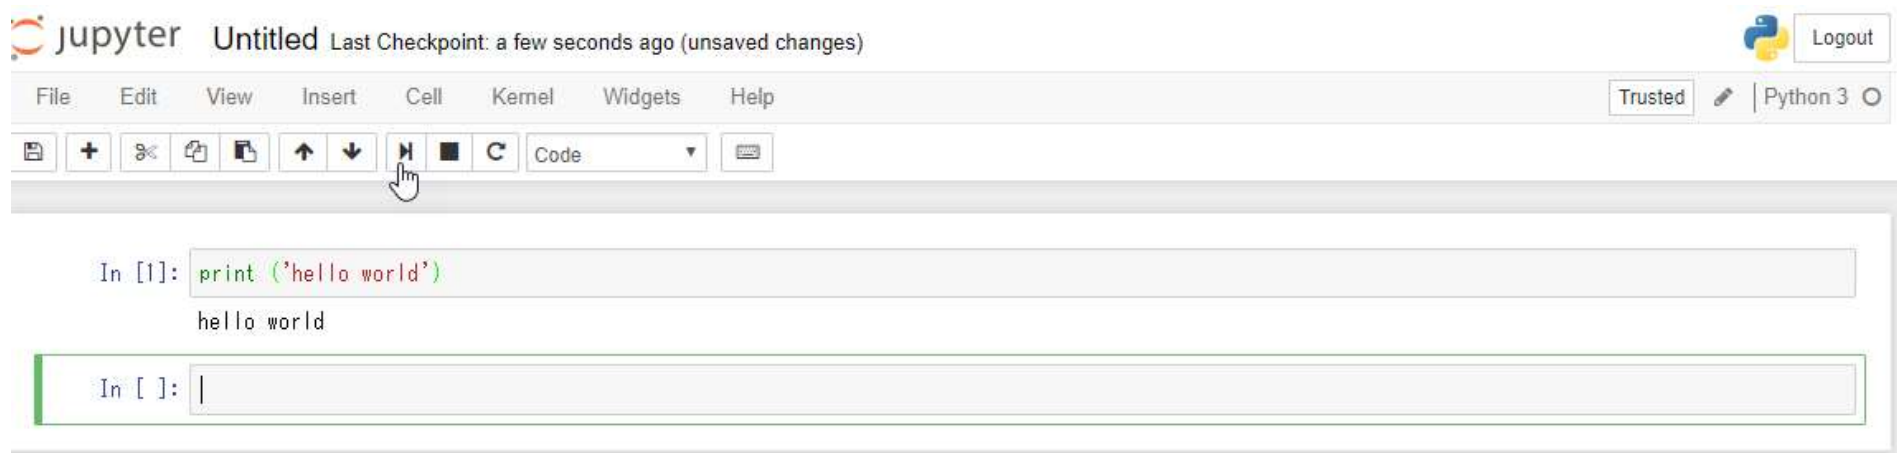 jupyter Untitled Last Checkpoint: a few seconds ago (unsaved changes) Logout
File Edit View Insert Cell Kernel Widgets Help Trusted Python 3
Code
In [1]: print ('hello world')
hello world
In [ ]: